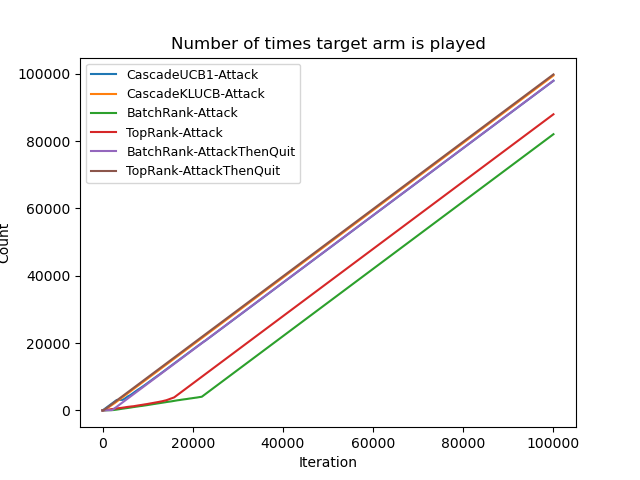 Number of times target arm is played
CascadeUCB1-Attack
CascadeKLUCB-Attack
BatchRank-Attack
TopRank-Attack
BatchRank-AttackThenQuit
TopRank-AttackThenQuit
100000
80000
60000
40000
20000
0
Count
0 20000 40000 60000 80000 100000
Iteration